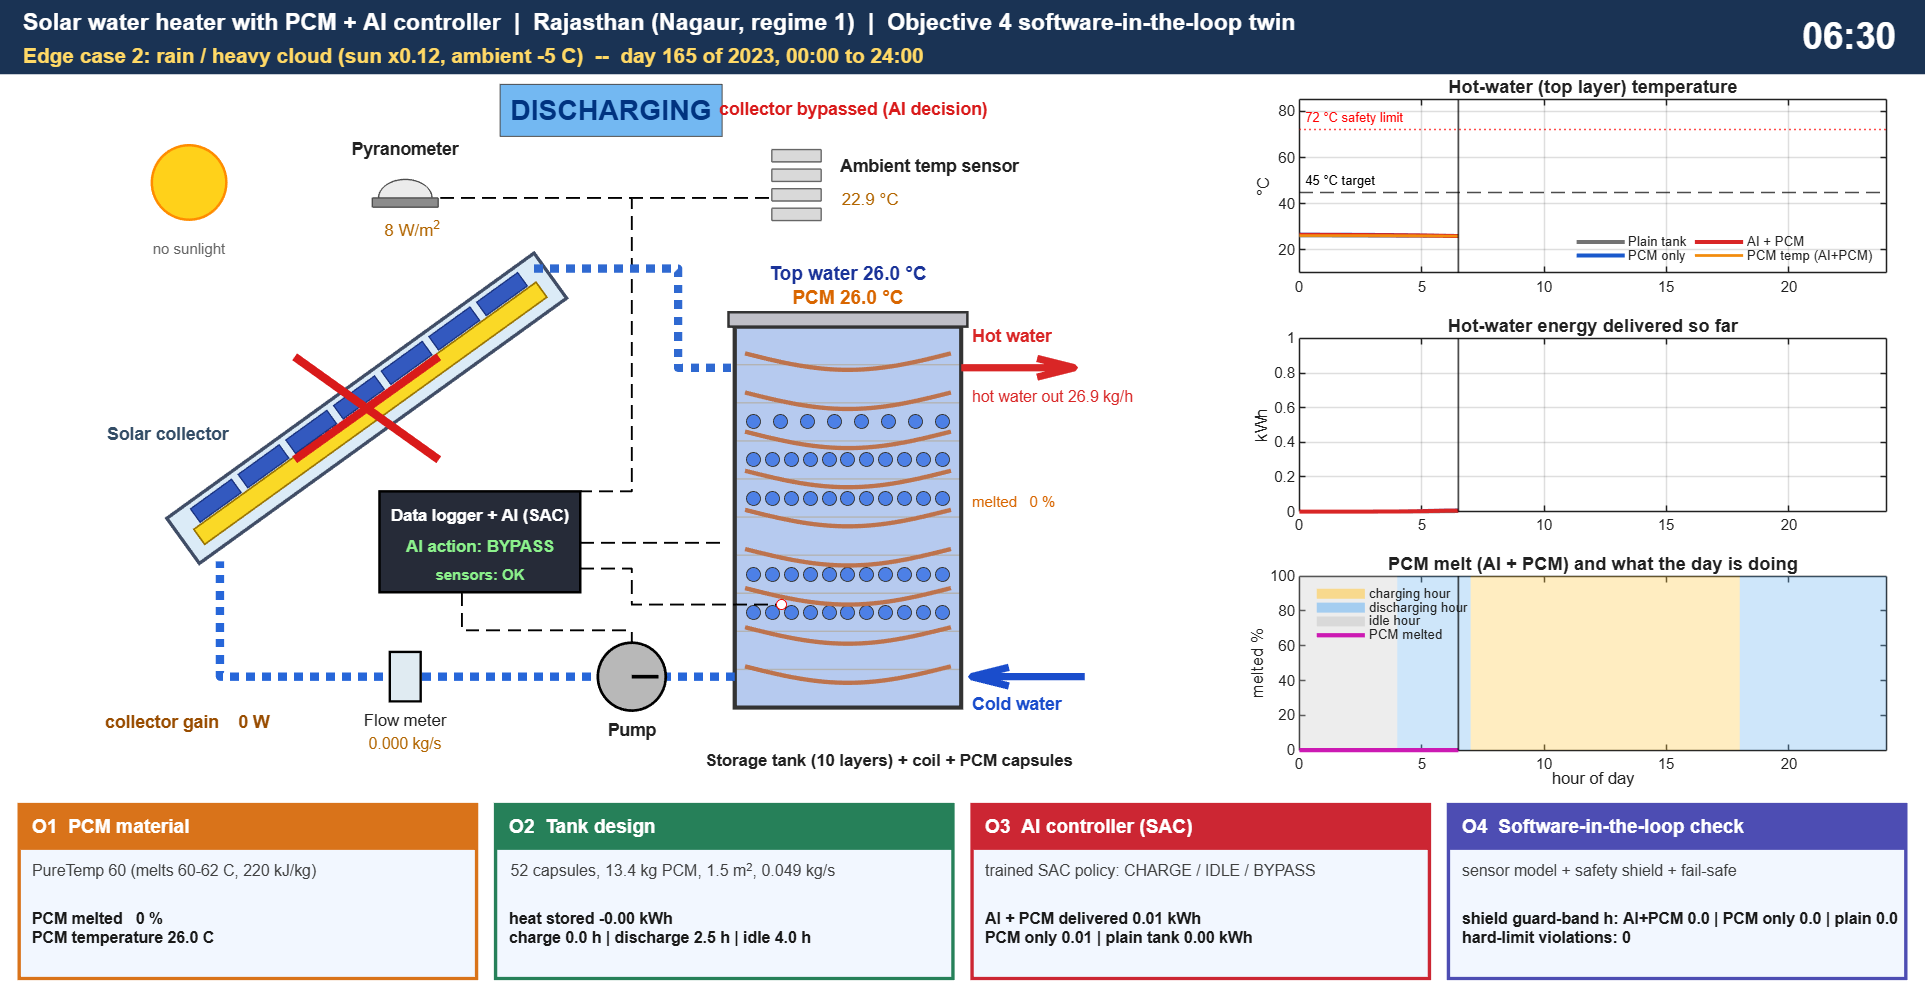 Solar water heater with PCM + AI controller | Rajasthan (Nagaur, regime 1) | Objective 4 software-in-the-loop twin
Edge case 2: rain / heavy cloud (sun x0.12, ambient -5 C) -- day 165 of 2023, 00:00 to 24:00
06:30
DISCHARGING
collector bypassed (AI decision)
Pyranometer
8 W/m²
Ambient temp sensor
22.9 °C
no sunlight
Top water 26.0 °C
PCM 26.0 °C
Hot water
hot water out 26.9 kg/h
Solar collector
melted 0 %
Data logger + AI (SAC)
AI action: BYPASS
sensors: OK
Cold water
collector gain 0 W
Flow meter
0.000 kg/s
Pump
Storage tank (10 layers) + coil + PCM capsules
Hot-water (top layer) temperature
72 °C safety limit
45 °C target
°C
80
60
40
20
Plain tank
PCM only
AI + PCM
PCM temp (AI+PCM)
0 5 10 15 20
Hot-water energy delivered so far
kWh
1
0.8
0.6
0.4
0.2
0
0 5 10 15 20
PCM melt (AI + PCM) and what the day is doing
melted %
100
80
60
40
20
0
charging hour
discharging hour
idle hour
PCM melted
0 5 10 15 20
hour of day
O1 PCM material
PureTemp 60 (melts 60-62 C, 220 kJ/kg)
PCM melted 0 %
PCM temperature 26.0 C
O2 Tank design
52 capsules, 13.4 kg PCM, 1.5 m², 0.049 kg/s
heat stored -0.00 kWh
charge 0.0 h | discharge 2.5 h | idle 4.0 h
O3 AI controller (SAC)
trained SAC policy: CHARGE / IDLE / BYPASS
AI + PCM delivered 0.01 kWh
PCM only 0.01 | plain tank 0.00 kWh
O4 Software-in-the-loop check
sensor model + safety shield + fail-safe
shield guard-band h: AI+PCM 0.0 | PCM only 0.0 | plain 0.0
hard-limit violations: 0